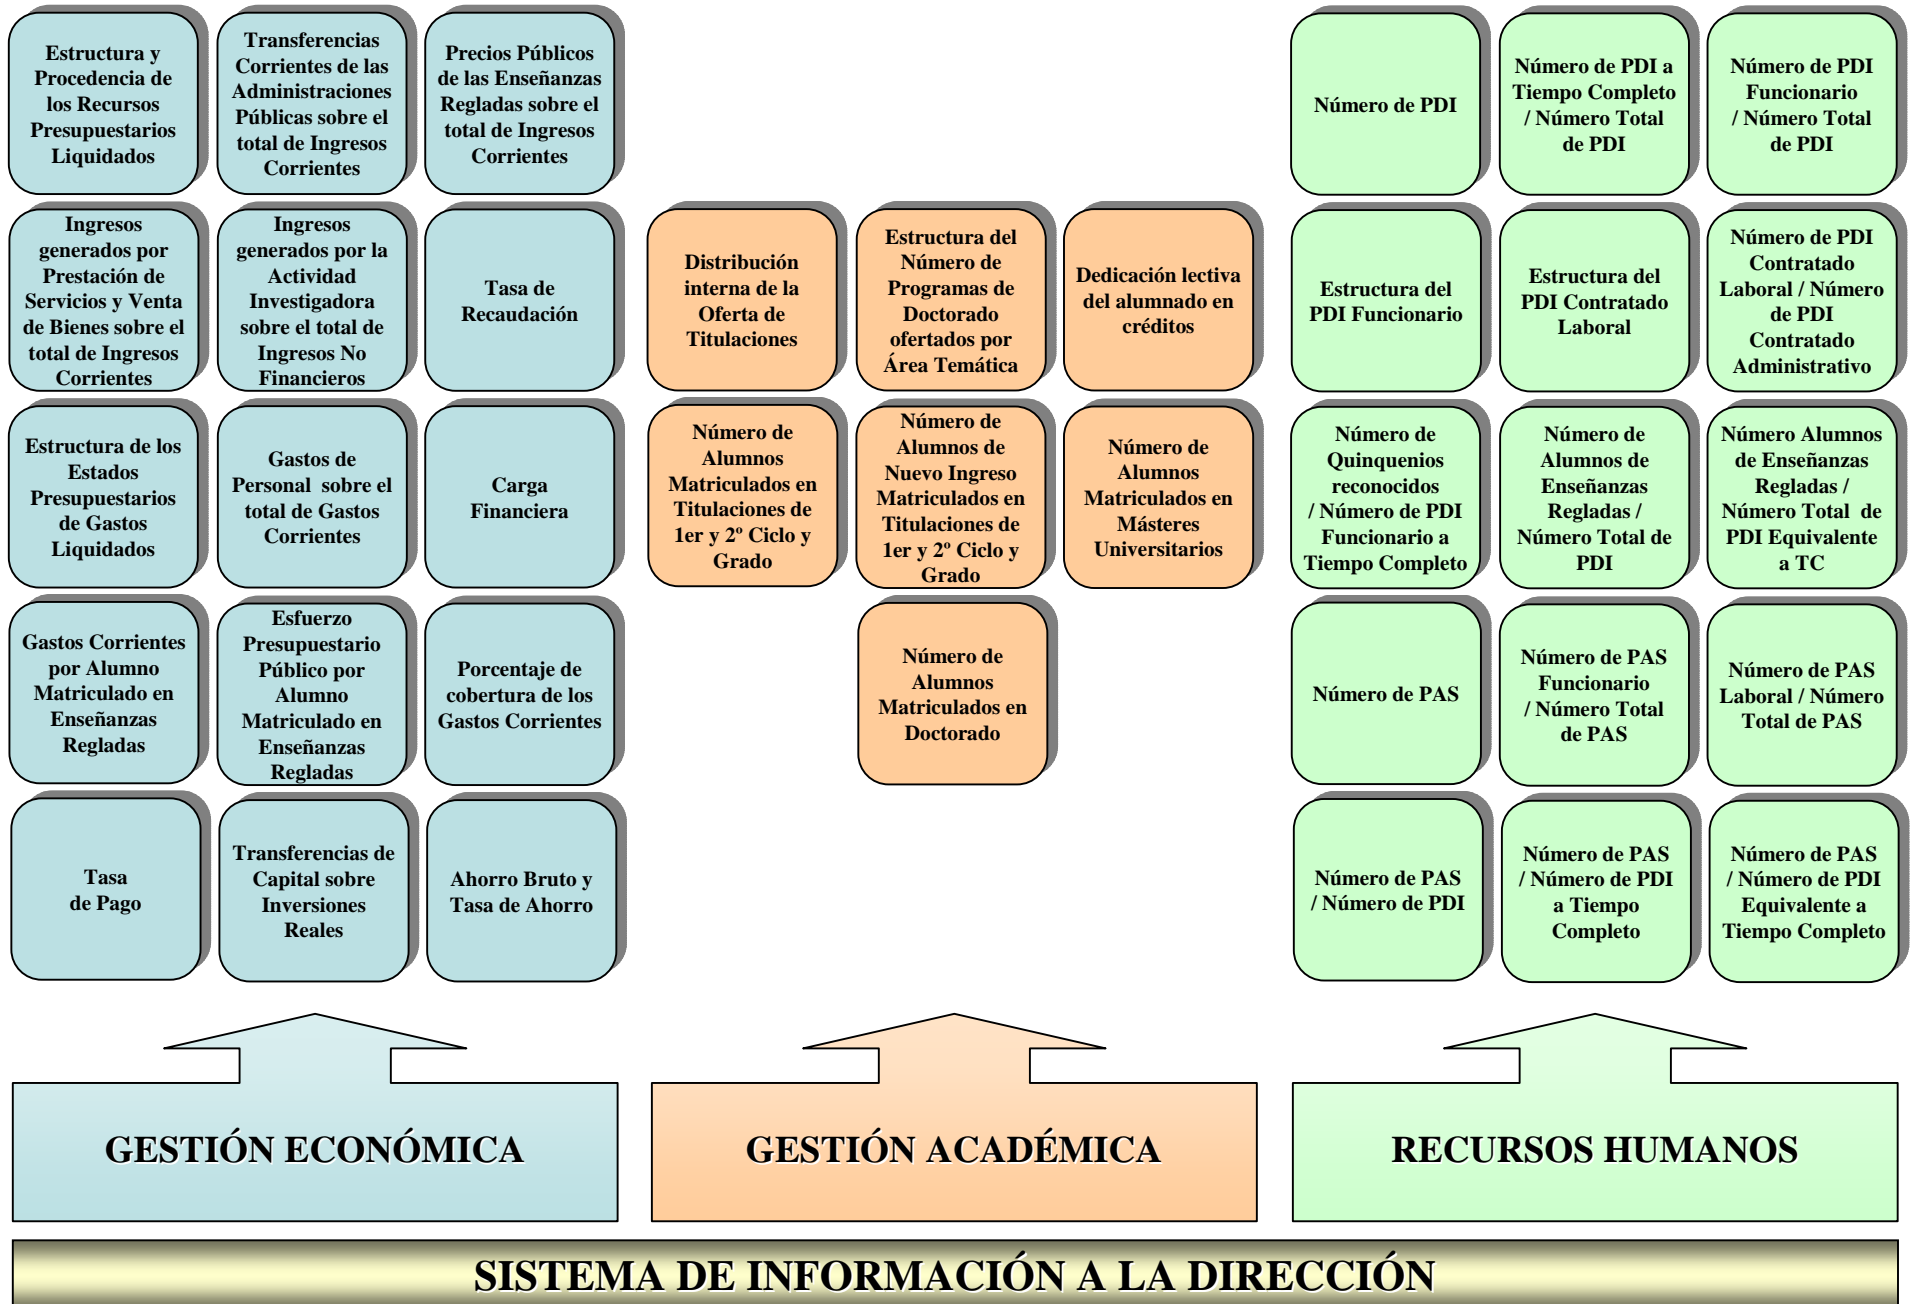 Estructura y
Procedencia de
los Recursos
Presupuestarios
Liquidados
Transferencias
Corrientes de las
Administraciones
Públicas sobre el
total de Ingresos
Corrientes
Precios Públicos
de las Enseñanzas
Regladas sobre el
total de Ingresos
Corrientes
Ingresos
generados por
Prestación de
Servicios y Venta
de Bienes sobre el
total de Ingresos
Corrientes
Ingresos
generados por la
Actividad
Investigadora
sobre el total de
Ingresos No
Financieros
Tasa de
Recaudación
Estructura de los
Estados
Presupuestarios
de Gastos
Liquidados
Gastos de
Personal sobre el
total de Gastos
Corrientes
Carga
Financiera
Gastos Corrientes
por Alumno
Matriculado en
Enseñanzas
Regladas
Esfuerzo
Presupuestario
Público por
Alumno
Matriculado en
Enseñanzas
Regladas
Porcentaje de
cobertura de los
Gastos Corrientes
Tasa
de Pago
Transferencias de
Capital sobre
Inversiones
Reales
Ahorro Bruto y
Tasa de Ahorro
GESTIÓN ECONÓMICA
Distribución
interna de la
Oferta de
Titulaciones
Estructura del
Número de
Programas de
Doctorado
ofertados por
Área Temática
Dedicación lectiva
del alumnado en
créditos
Número de
Alumnos
Matriculados en
Titulaciones de
1er y 2º Ciclo y
Grado
Número de
Alumnos de
Nuevo Ingreso
Matriculados en
Titulaciones de
1er y 2º Ciclo y
Grado
Número de
Alumnos
Matriculados en
Másteres
Universitarios
Número de
Alumnos
Matriculados en
Doctorado
GESTIÓN ACADÉMICA
Número de PDI
Número de PDI a
Tiempo Completo
/ Número Total
de PDI
Número de PDI
Funcionario
/ Número Total
de PDI
Estructura del
PDI Funcionario
Estructura del
PDI Contratado
Laboral
Número de PDI
Contratado
Laboral / Número
de PDI
Contratado
Administrativo
Número de
Quinquenios
reconocidos
/ Número de PDI
Funcionario a
Tiempo Completo
Número de
Alumnos de
Enseñanzas
Regladas /
Número Total de
PDI
Número Alumnos
de Enseñanzas
Regladas /
Número Total de
PDI Equivalente
a TC
Número de PAS
Número de PAS
Funcionario
/ Número Total
de PAS
Número de PAS
Laboral / Número
Total de PAS
Número de PAS
/ Número de PDI
Número de PAS
/ Número de PDI
a Tiempo
Completo
Número de PAS
/ Número de PDI
Equivalente a
Tiempo Completo
RECURSOS HUMANOS
SISTEMA DE INFORMACIÓN A LA DIRECCIÓN